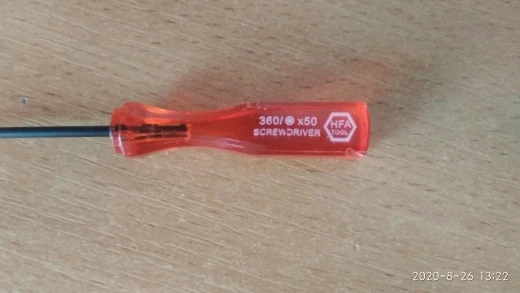 360/ x50
SCREWDRIVER
HFA
TOOL
2020-8-26 13:22